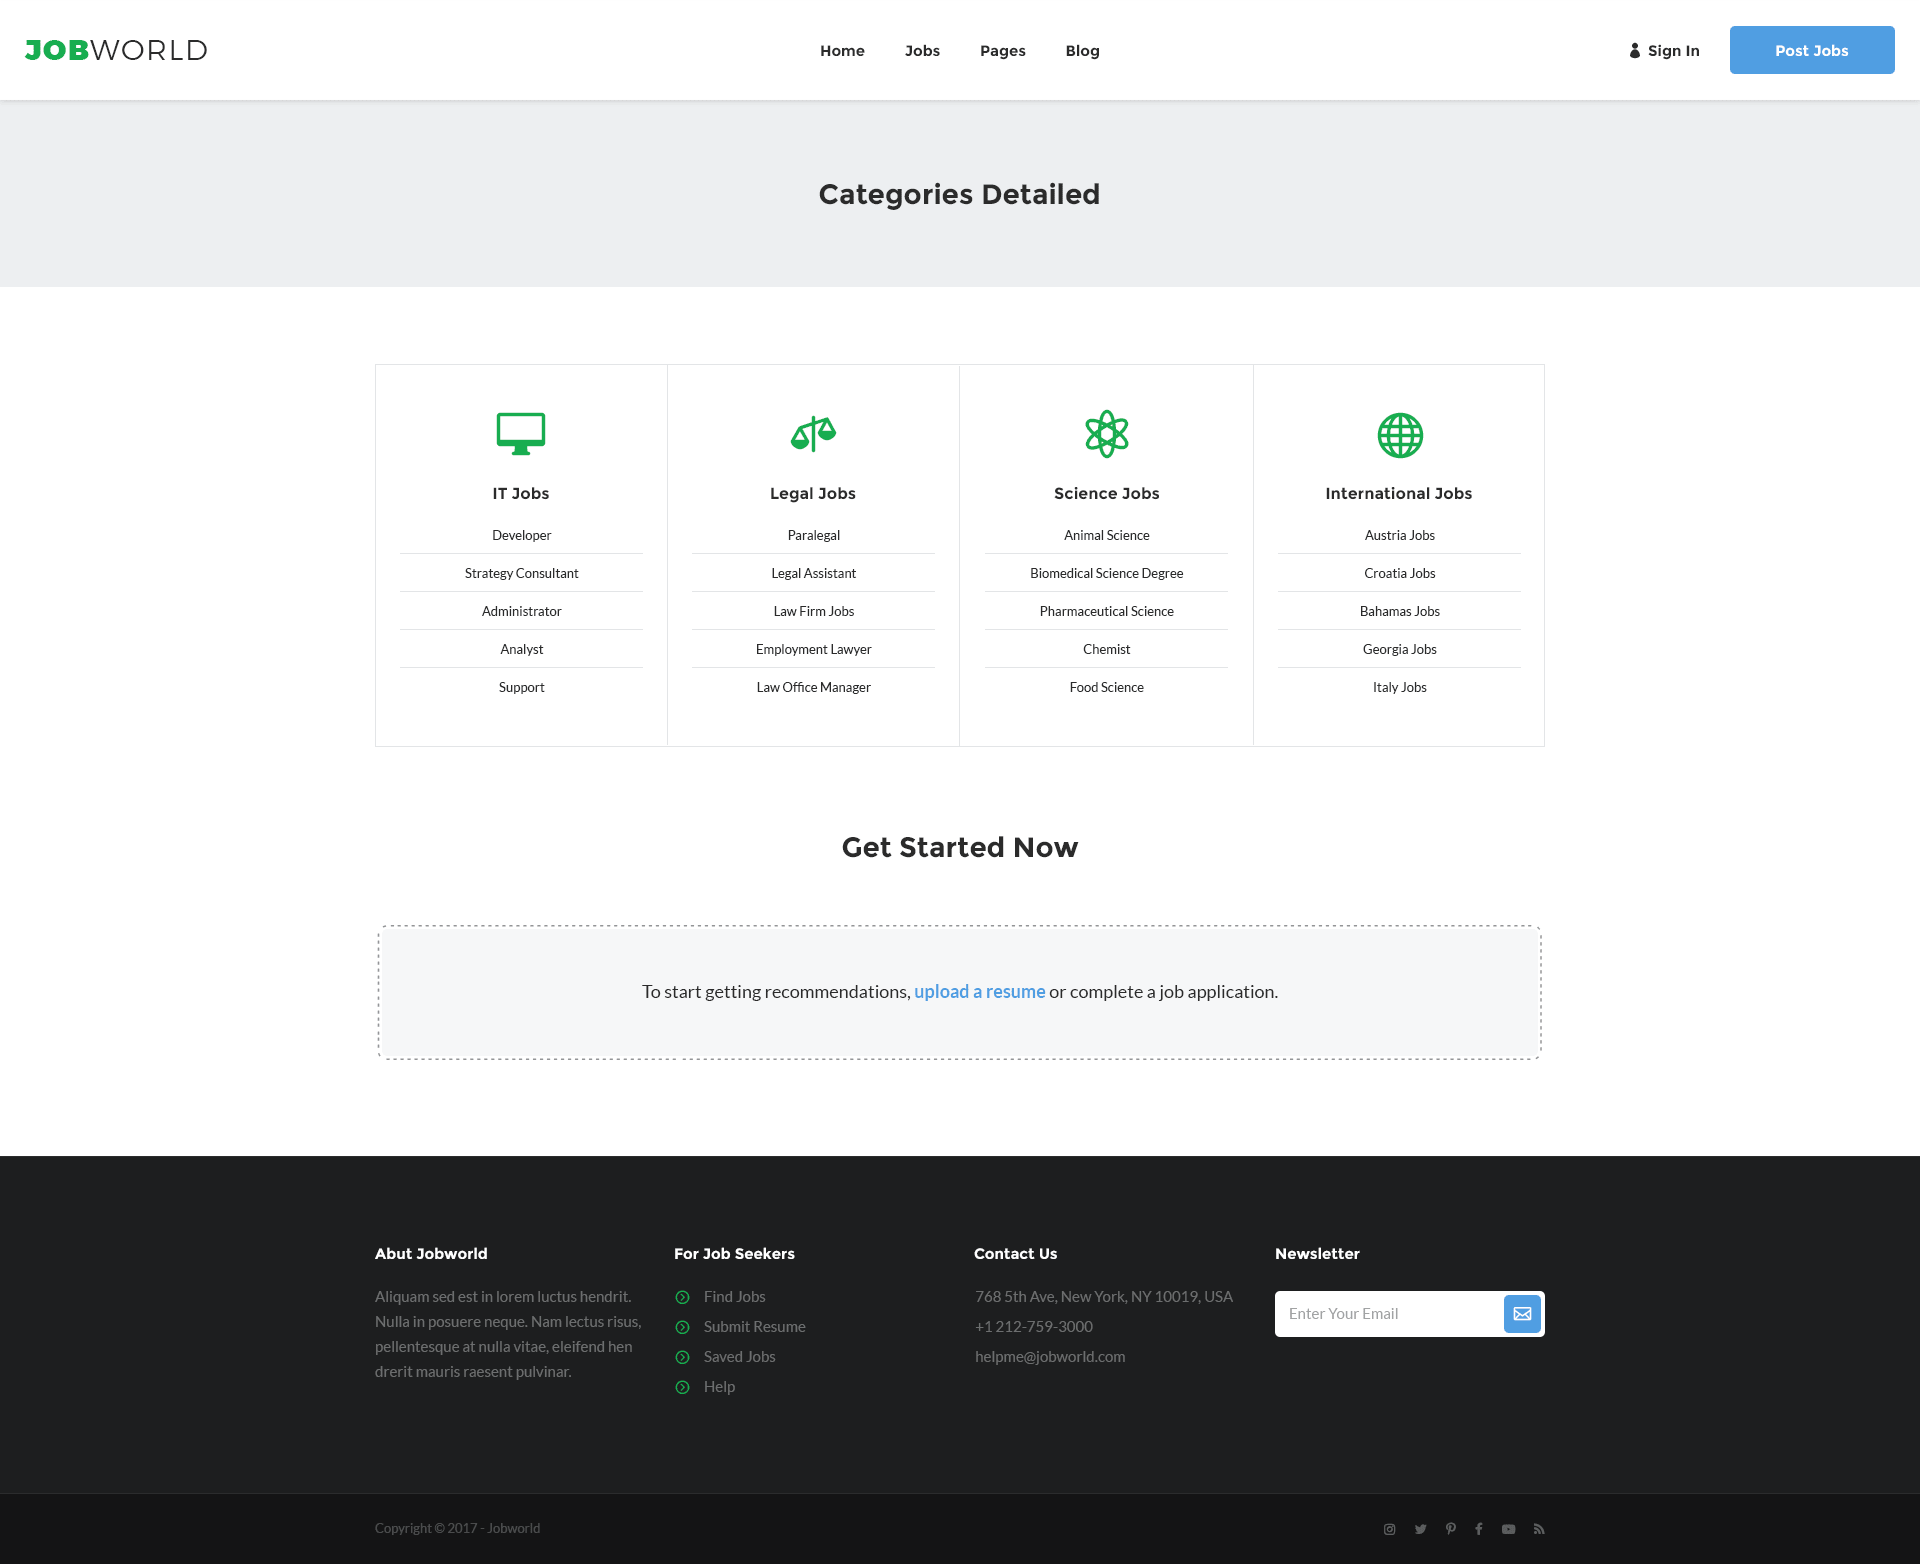 JOBWORLD
Home Jobs Pages Blog
Sign In
Post Jobs
Categories Detailed
IT Jobs
Developer
Strategy Consultant
Administrator
Analyst
Support
Legal Jobs
Paralegal
Legal Assistant
Law Firm Jobs
Employment Lawyer
Law Office Manager
Science Jobs
Animal Science
Biomedical Science Degree
Pharmaceutical Science
Chemist
Food Science
International Jobs
Austria Jobs
Croatia Jobs
Bahamas Jobs
Georgia Jobs
Italy Jobs
Get Started Now
To start getting recommendations, upload a resume or complete a job application.
Abut Jobworld
Aliquam sed est in lorem luctus hendrit.
Nulla in posuere neque. Nam lectus risus,
pellentesque at nulla vitae, eleifend hen
drerit mauris raesent pulvinar.
For Job Seekers
Find Jobs
Submit Resume
Saved Jobs
Help
Contact Us
768 5th Ave, New York, NY 10019, USA
+1 212-759-3000
helpme@jobworld.com
Newsletter
Enter Your Email
Copyright © 2017 - Jobworld